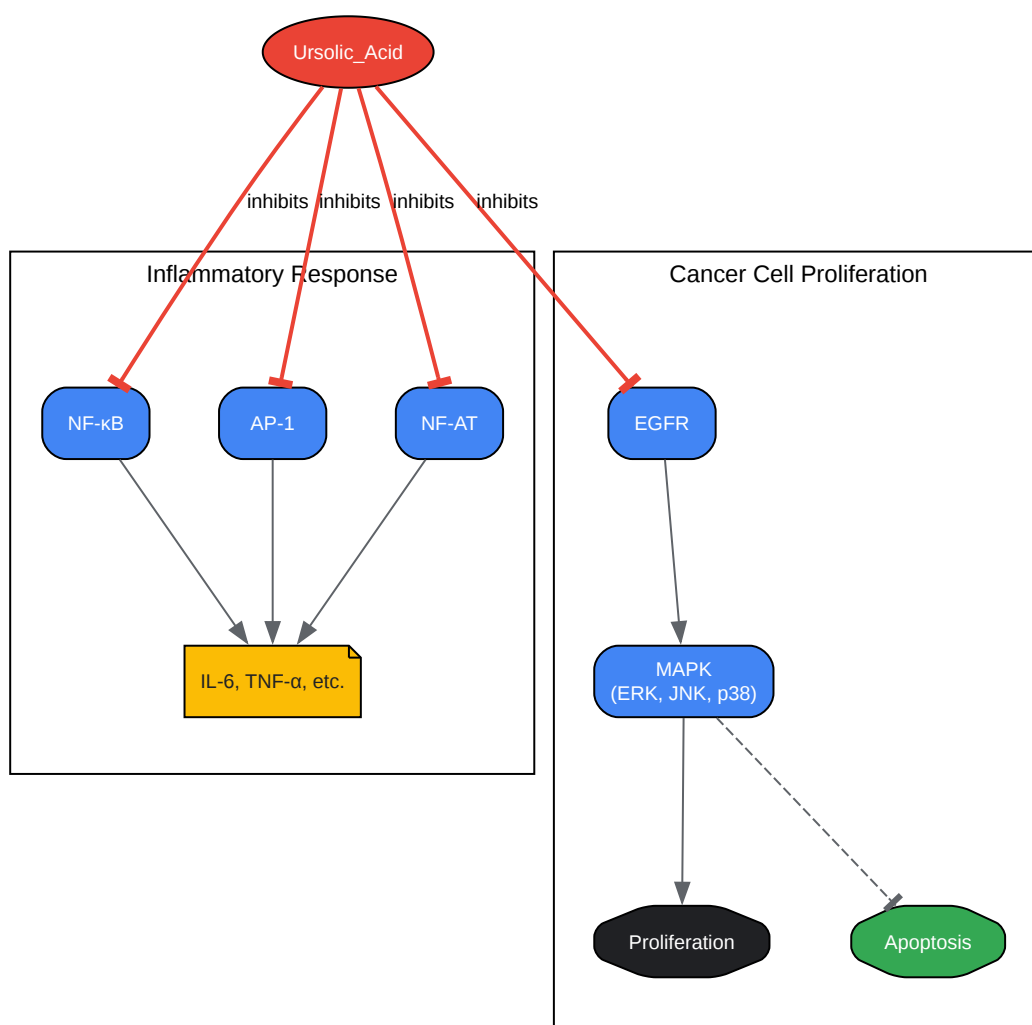 Ursolic_Acid
inhibits
inhibits
inhibits
inhibits
Inflammatory Response
Cancer Cell Proliferation
NF-κB
AP-1
NF-AT
EGFR
IL-6, TNF-α, etc.
MAPK
(ERK, JNK, p38)
Proliferation
Apoptosis